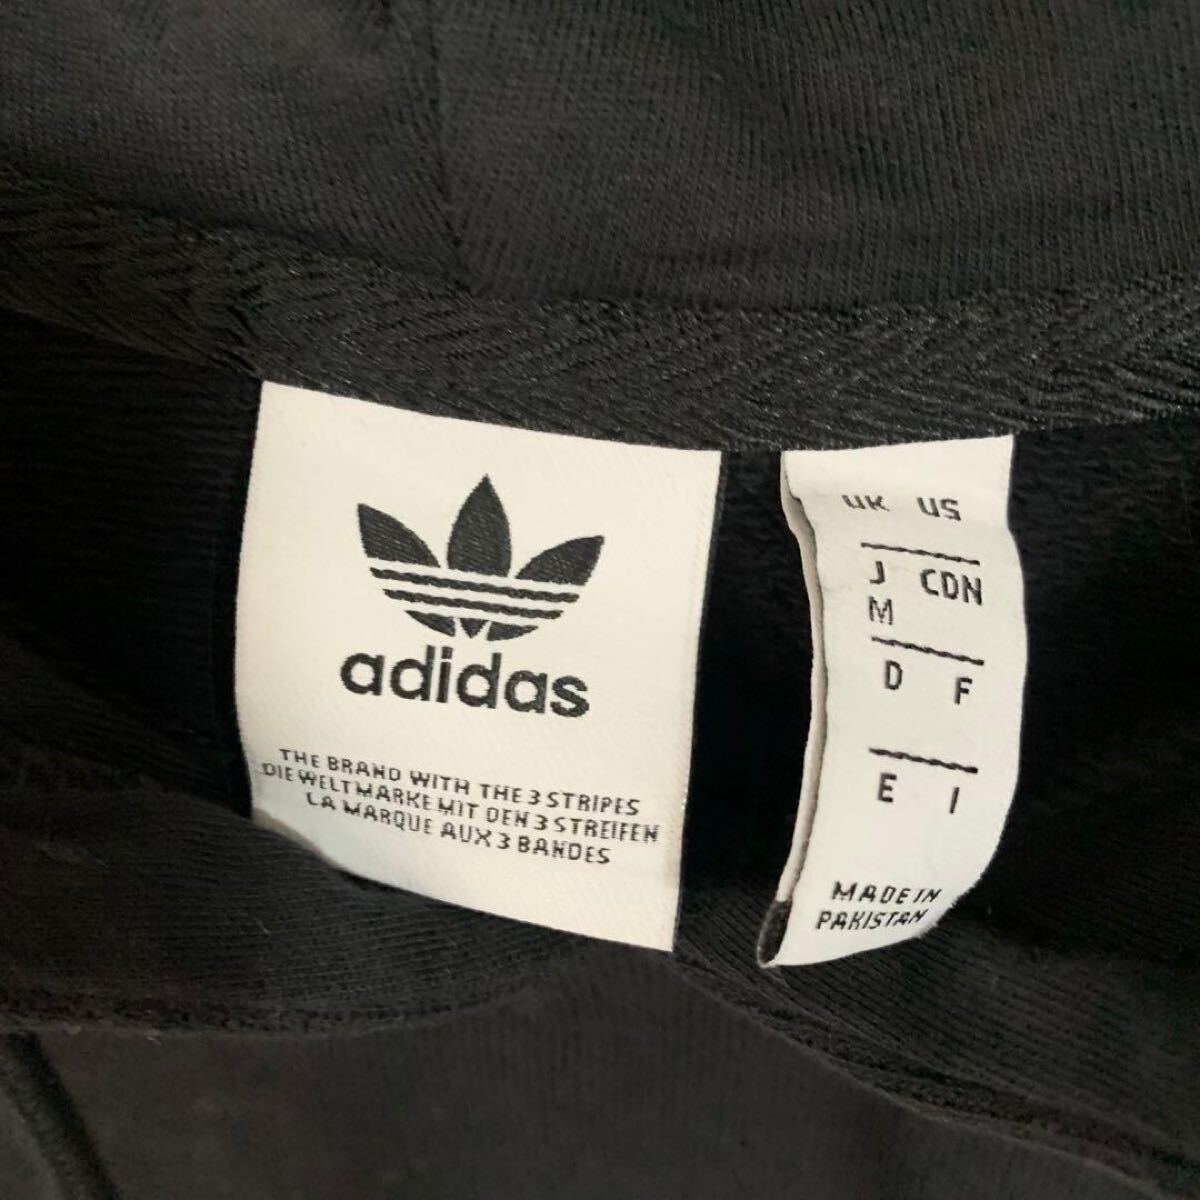 adidas
THE BRAND WITH THE 3 STRIPES
DIE WELTMARKE MIT DEN 3 STREIFEN
LA MARQUE AUX 3 BANDES
UK US
J CDN
M
D F
E I
MADE IN
PAKISTAN